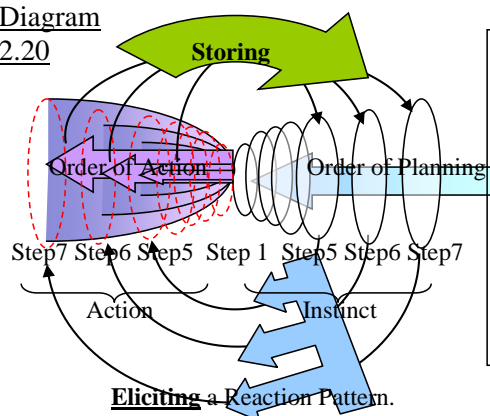 Diagram
2.20
Storing
Order of Action
Order of Planning
Step7 Step6 Step5 Step 1 Step5 Step6 Step7
Action
Instinct
Eliciting a Reaction Pattern.